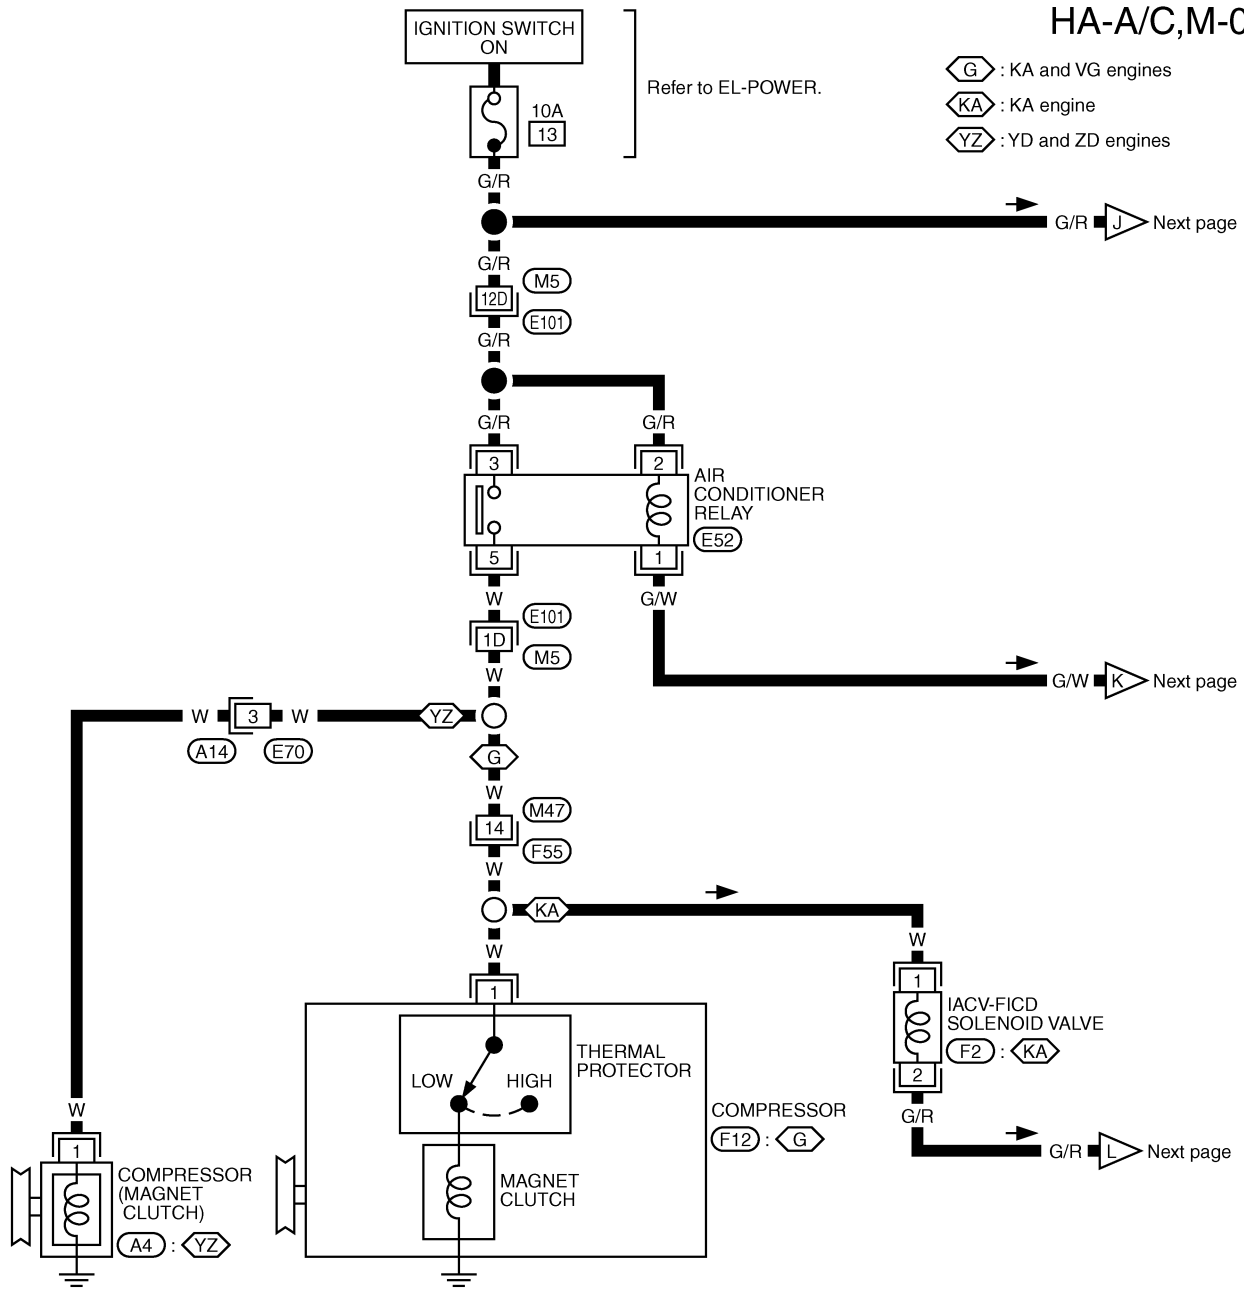 HA-A/C,M-0
IGNITION SWITCH
ON
Refer to EL-POWER.
10A
13
G : KA and VG engines
KA : KA engine
YZ : YD and ZD engines
G/R
G/R J Next page
G/R
M5
12D
E101
G/R
G/R
G/R
3
2
AIR
CONDITIONER
RELAY
E52
5
1
W
G/W
E101
1D
M5
W
G/W K Next page
W 3 W YZ
A14 E70
G
W
M47
14
F55
W
KA
W
W
1
1
IACV-FICD
SOLENOID VALVE
F2 : KA
2
G/R
G/R L Next page
THERMAL
PROTECTOR
LOW HIGH
COMPRESSOR
F12 : G
MAGNET
CLUTCH
W
1
COMPRESSOR
(MAGNET
CLUTCH)
A4 : YZ